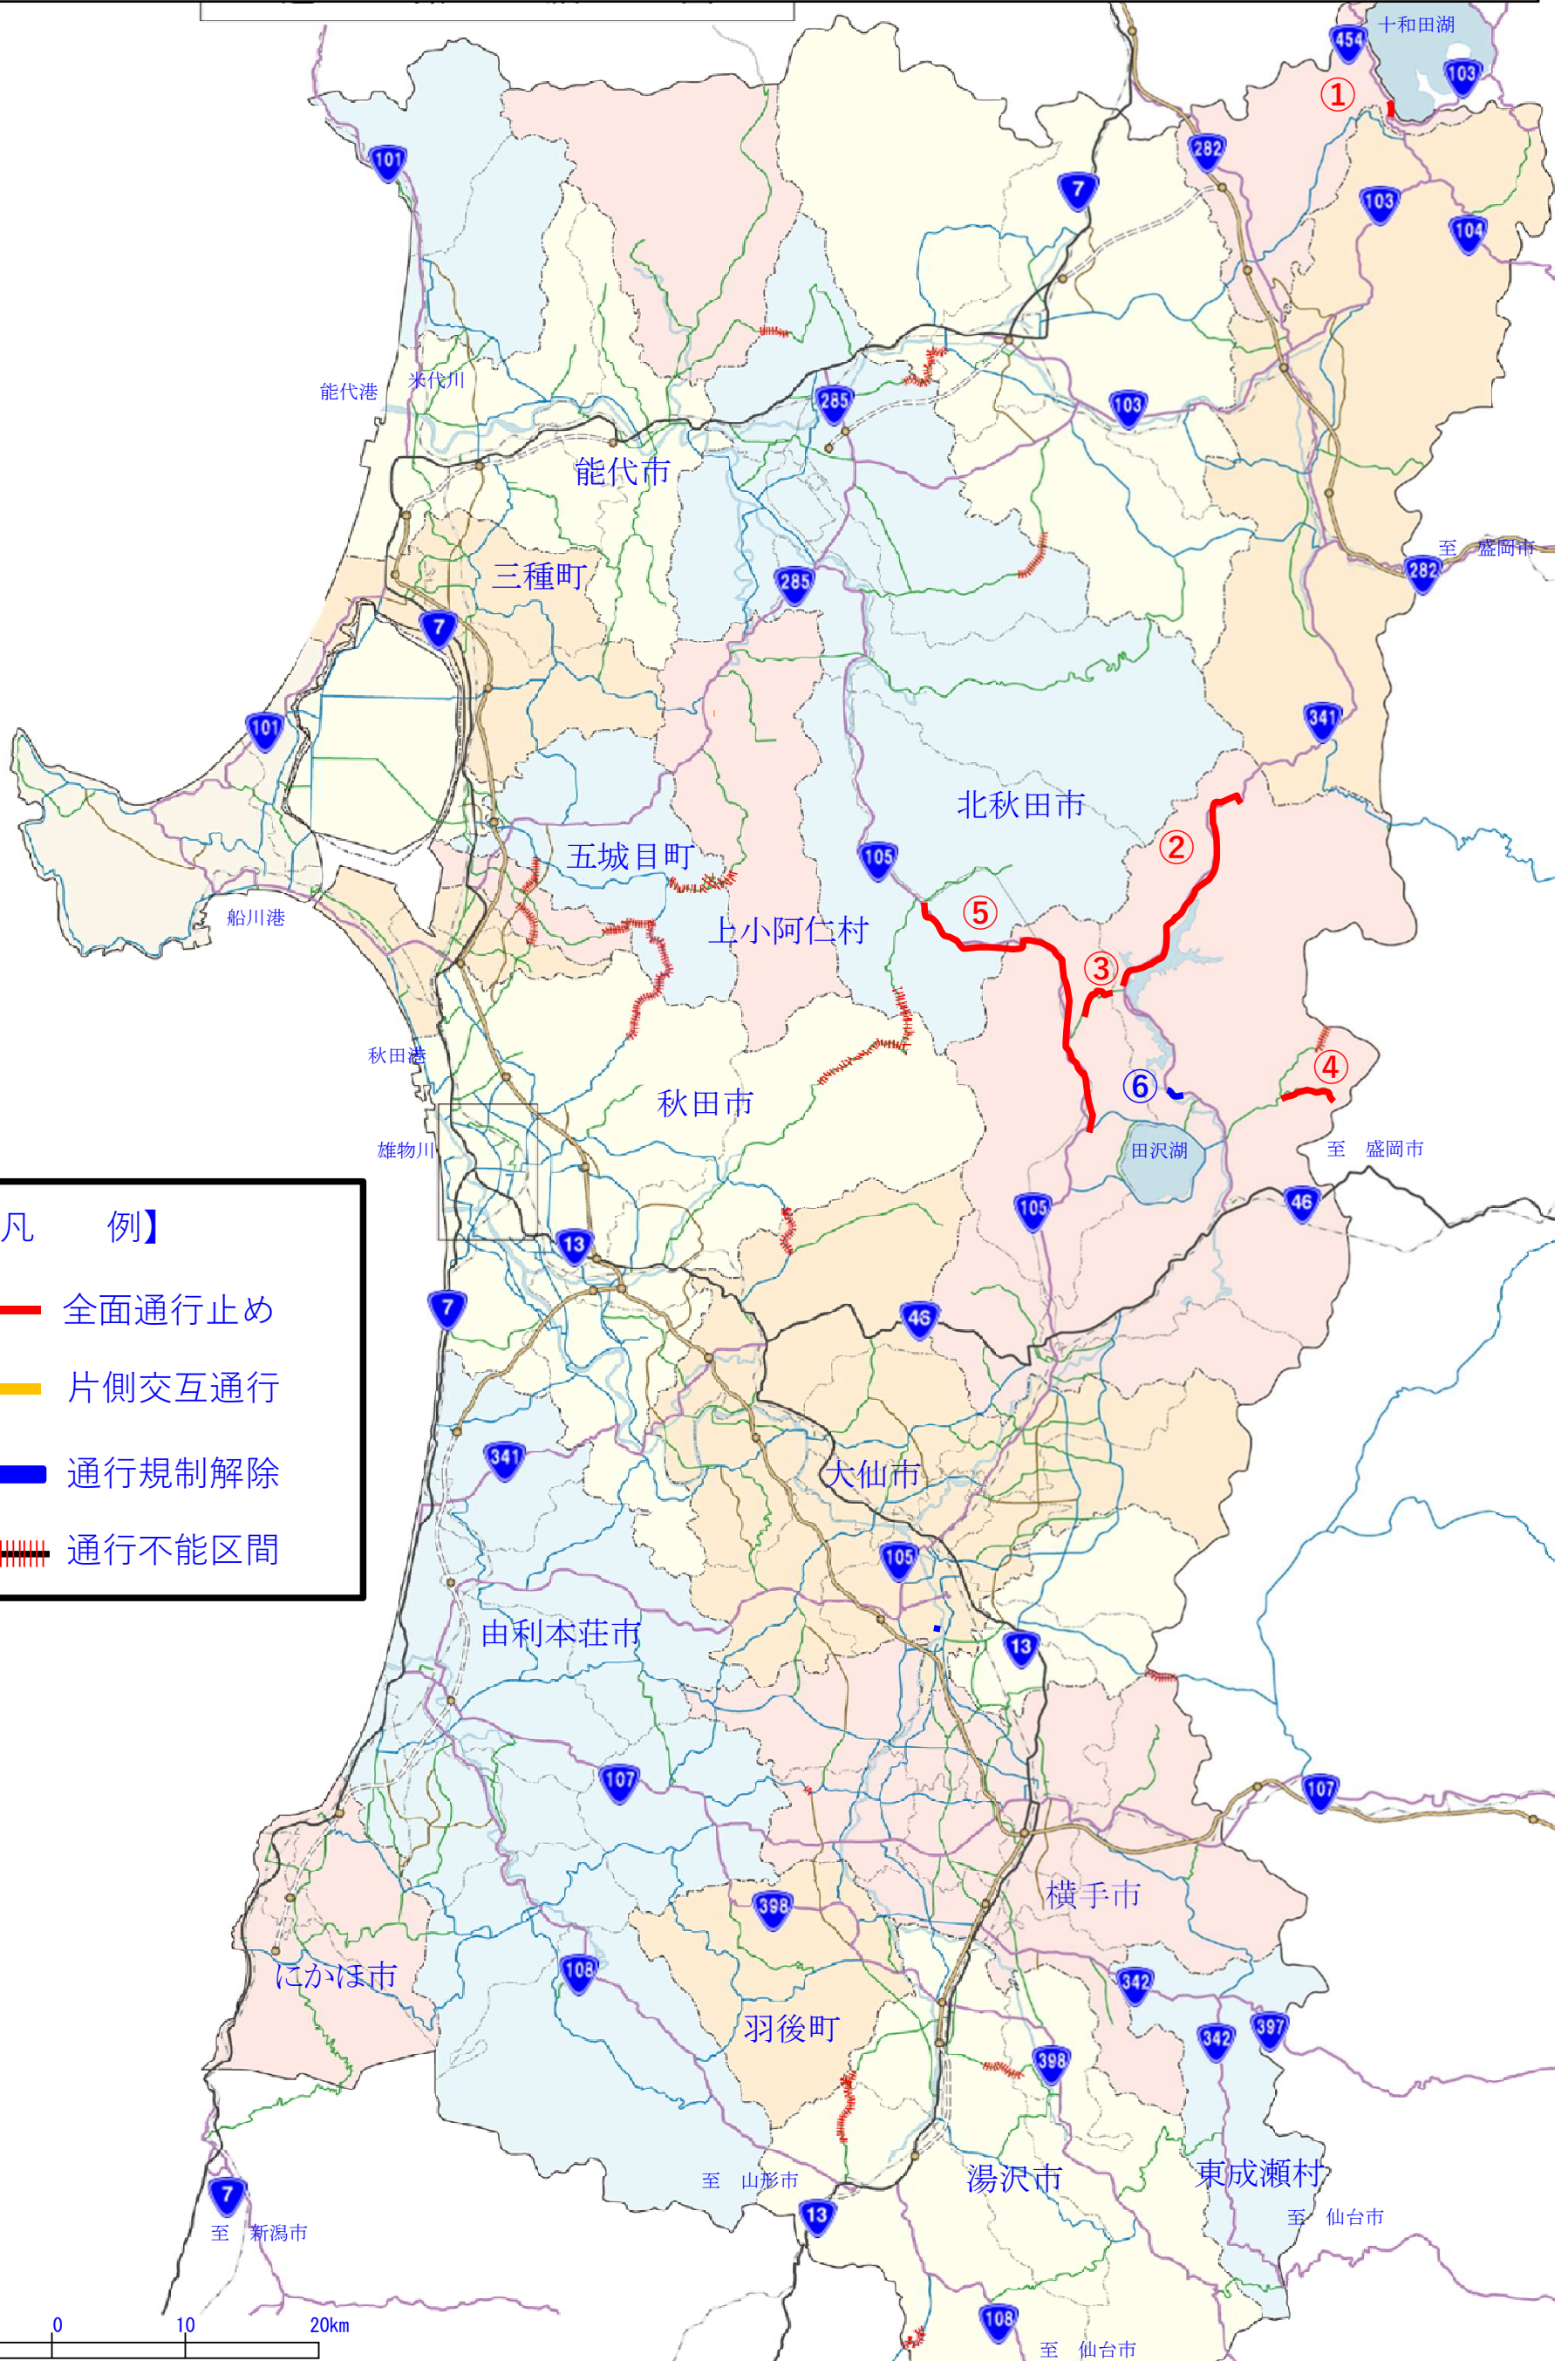 十和田湖
454
103
①
101
282
7
103
104
能代港
米代川
285
103
能代市
至 盛岡市
282
三種町
285
7
101
341
北秋田市
②
五城目町
105
⑤
船川港
上小阿仁村
③
秋田港
④
⑥
秋田市
雄物川
田沢湖
至 盛岡市
46
105
凡 例】
13
全面通行止め
7
46
片側交互通行
341
大仙市
通行規制解除
105
通行不能区間
由利本荘市
13
107
107
横手市
398
にかほ市
108
342
羽後町
342
397
398
至 山形市
湯沢市
東成瀬村
7
13
至 仙台市
至 新潟市
0 10 20km
108
至 仙台市